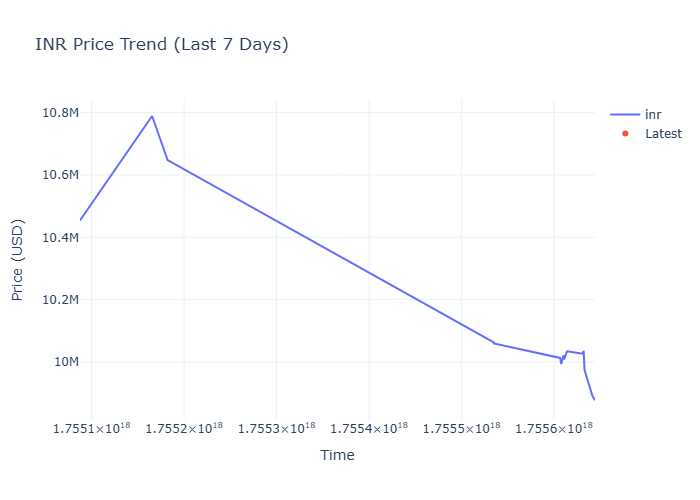 INR Price Trend (Last 7 Days)
inr
Latest
10.8M
10.6M
10.4M
10.2M
10M
Price (USD)
1.7551×10¹⁸ 1.7552×10¹⁸ 1.7553×10¹⁸ 1.7554×10¹⁸ 1.7555×10¹⁸ 1.7556×10¹⁸
Time